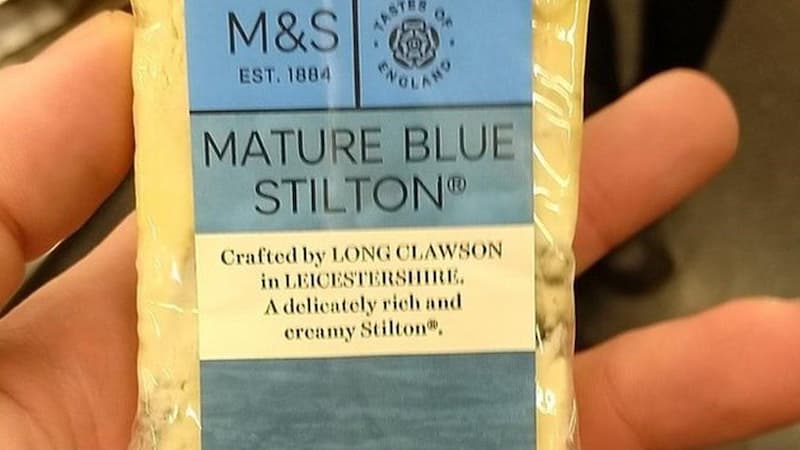 M&S
EST. 1884
TASTES OF
ENGLAND
MATURE BLUE
STILTON®
Crafted by LONG CLAWSON
in LEICESTERSHIRE.
A delicately rich and
creamy Stilton®.